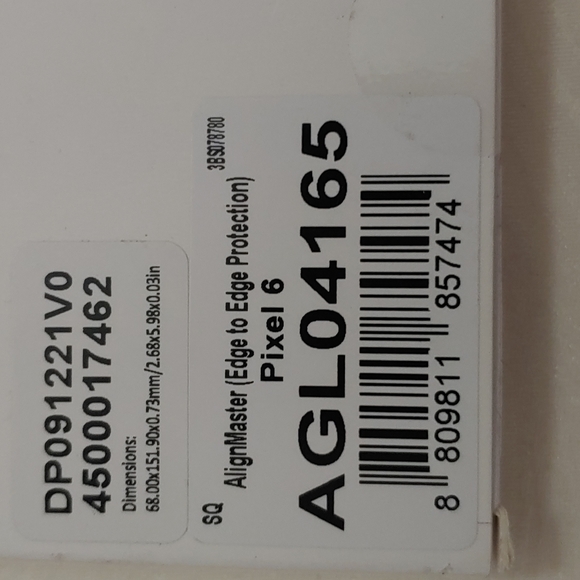 DP091221V0
4500017462
Dimensions:
68.00x151.90x0.73mm/2.68x5.98x0.03in
SQ
3BS078780
AlignMaster (Edge to Edge Protection)
Pixel 6
AGL04165
8 809811 857474